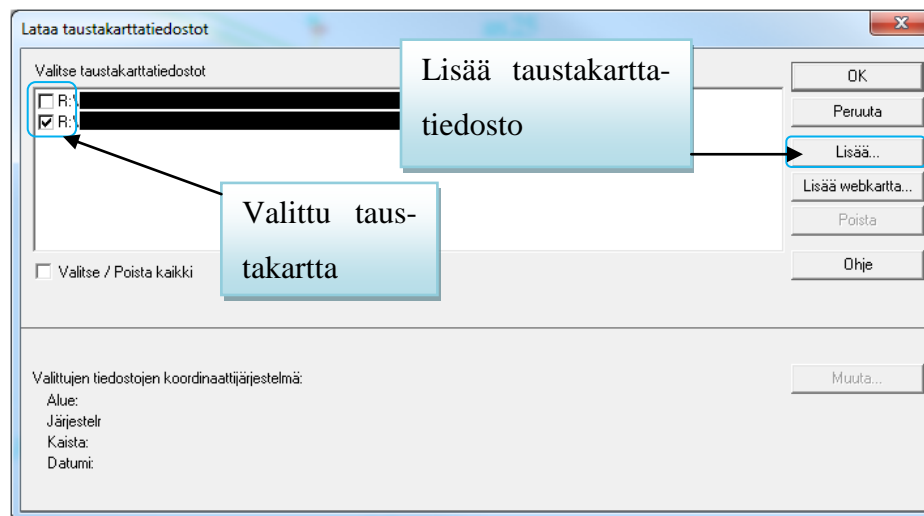 Lataa taustakarttatiedostot
Valitse taustakarttatiedostot
R:\
R:\
Lisää taustakartta-
tiedosto
Valittu taus-
takartta
OK
Peruuta
Lisää...
Lisää webkartta...
Poista
Ohje
Valitse / Poista kaikki
Valittujen tiedostojen koordinaattijärjestelmä:
Alue:
Järjestelr
Kaista:
Datumi:
Muuta...